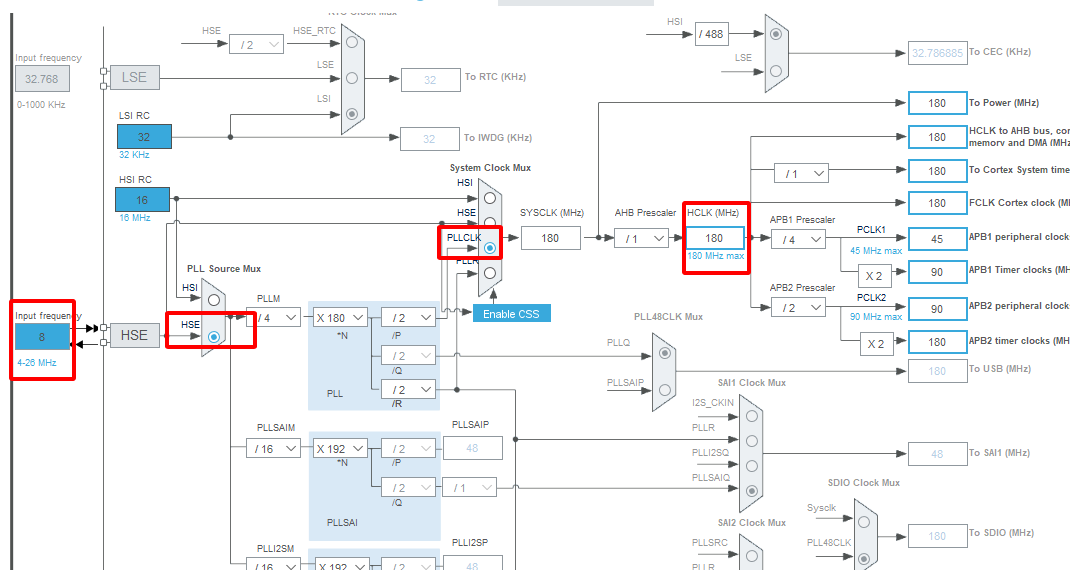 RTC Clock Mux
HSE
/ 2
HSE_RTC
HSI
/ 488
Input frequency
32.768
LSE
LSE
32
To RTC (KHz)
LSE
32.786885
To CEC (KHz)
0-1000 KHz
LSI
180
To Power (MHz)
LSI RC
32
32 KHz
32
To IWDG (KHz)
180
HCLK to AHB bus, cor
memory and DMA (MHz
System Clock Mux
HSI RC
16
16 MHz
HSI
/ 1
180
To Cortex System time
HSE
SYSCLK (MHz)
AHB Prescaler
HCLK (MHz)
180
FCLK Cortex clock (MH
APB1 Prescaler
PLLCLK
180
/ 1
180
180 MHz max
/ 4
PCLK1
45 MHz max
45
APB1 peripheral clock
PLLR
X 2
90
APB1 Timer clocks (MH
PLL Source Mux
HSI
PLLM
APB2 Prescaler
Input frequency
8
4-26 MHz
HSE
HSE
/ 4
X 180
*N
/ 2
/P
Enable CSS
/ 2
PCLK2
90 MHz max
90
APB2 peripheral clock
X 2
180
APB2 timer clocks (MH
PLL48CLK Mux
/ 2
/Q
PLLQ
180
To USB (MHz)
PLL
/ 2
/R
PLLSAIP
SAI1 Clock Mux
I2S_CKIN
PLLR
PLLSAIM
/ 16
X 192
*N
/ 2
/P
PLLSAIP
48
PLLI2SQ
48
To SAI1 (MHz)
PLLSAIQ
/ 2
/Q
/ 1
SDIO Clock Mux
PLLSAI
SAI2 Clock Mux
Sysclk
180
To SDIO (MHz)
PLLI2SM
PLLI2SP
PLLSRC
PLL48CLK
/ 16
X 192
/ 2
48
PLLR